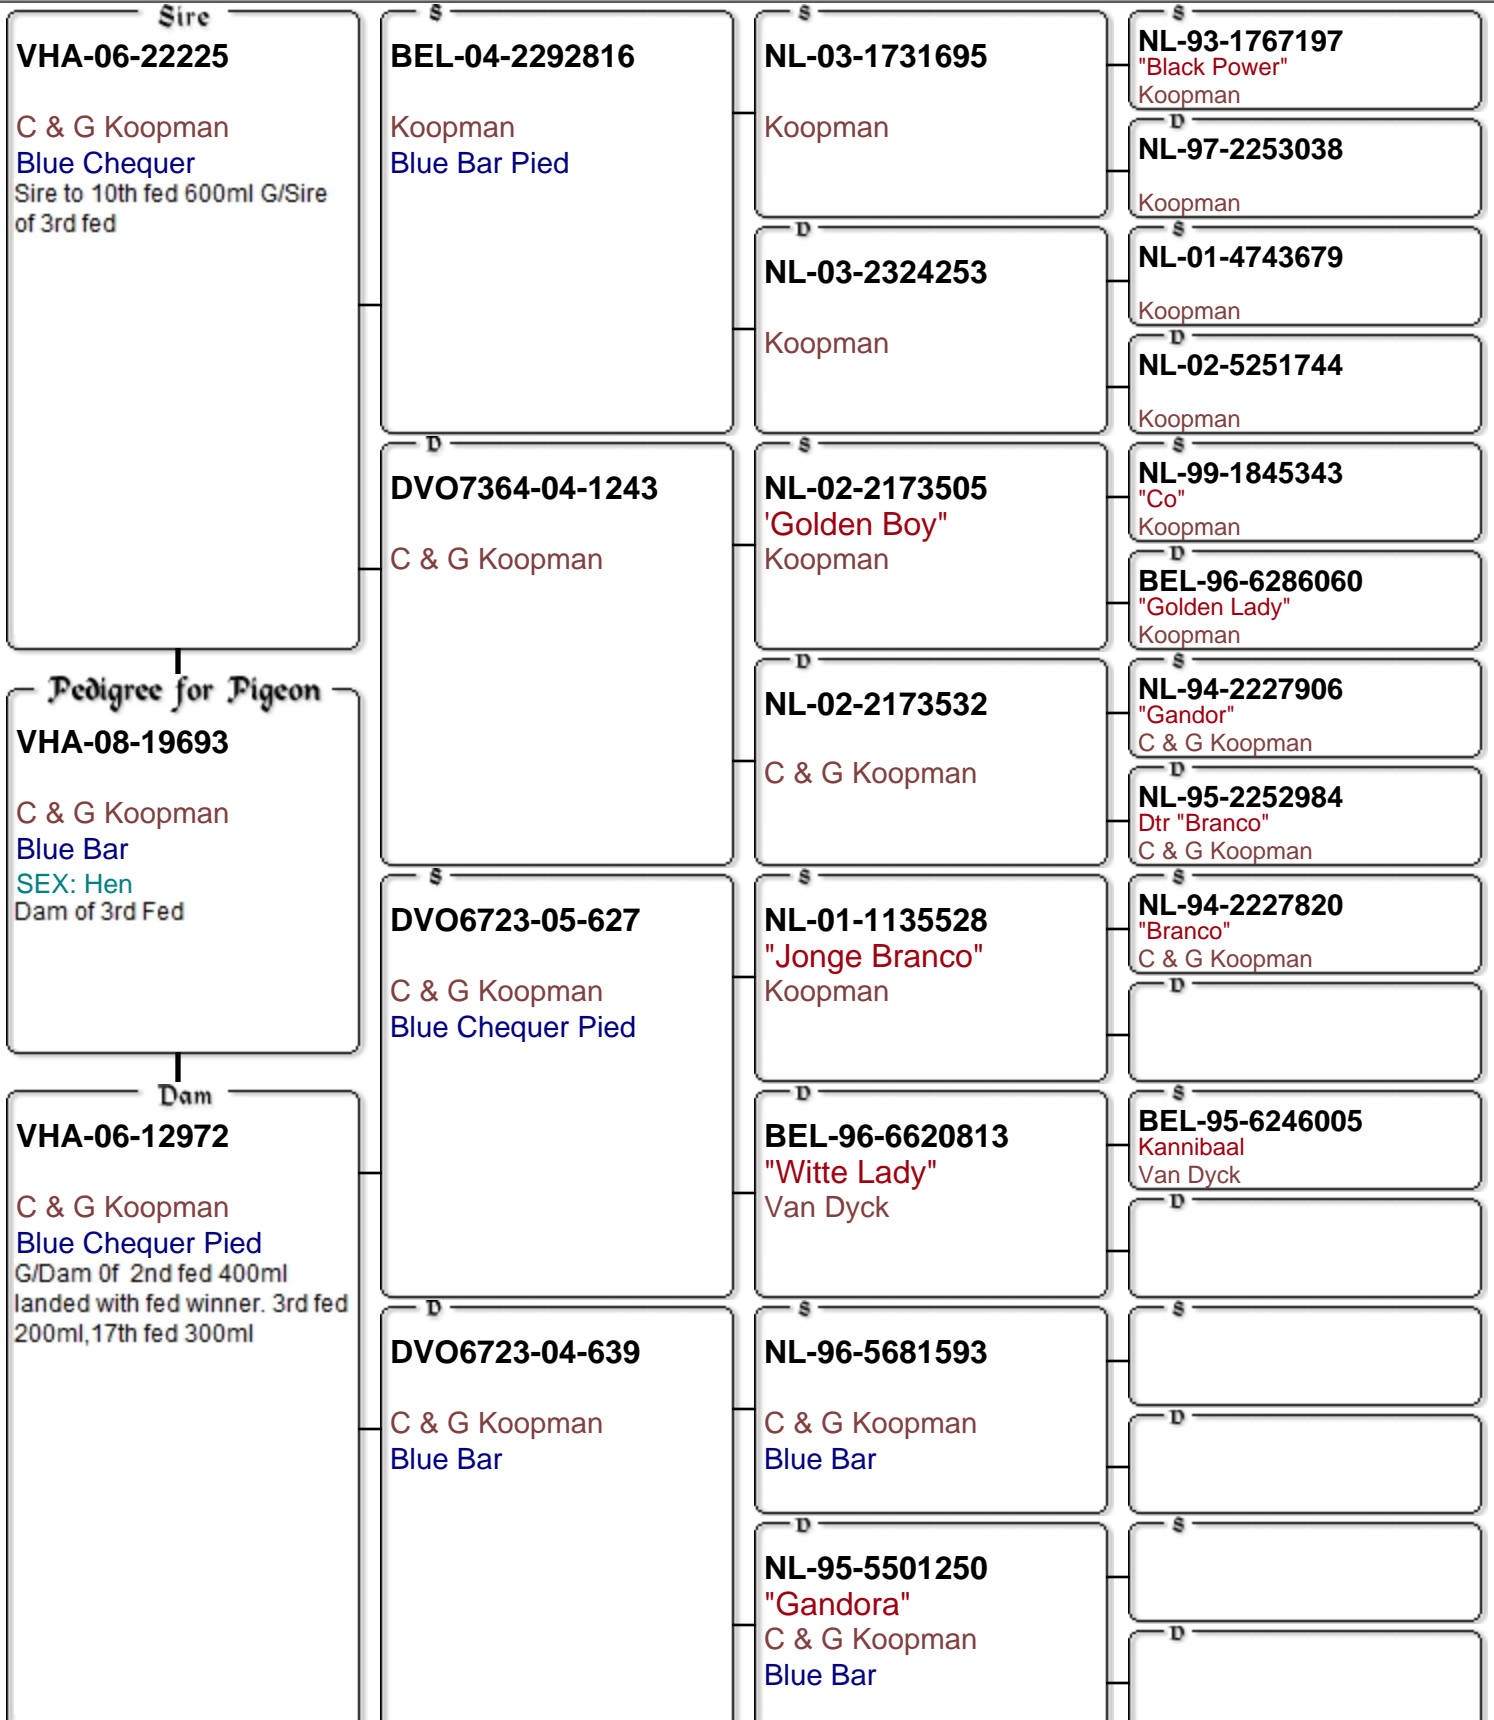 Sire
VHA-06-22225
C & G Koopman
Blue Chequer
Sire to 10th fed 600ml G/Sire
of 3rd fed
Pedigree for Pigeon
VHA-08-19693
C & G Koopman
Blue Bar
SEX: Hen
Dam of 3rd Fed
Dam
VHA-06-12972
C & G Koopman
Blue Chequer Pied
G/Dam 0f  2nd fed 400ml
landed with fed winner. 3rd fed
200ml,17th fed 300ml
S
BEL-04-2292816
Koopman
Blue Bar Pied
D
DVO7364-04-1243
C & G Koopman
S
DVO6723-05-627
C & G Koopman
Blue Chequer Pied
D
DVO6723-04-639
C & G Koopman
Blue Bar
S
NL-03-1731695
Koopman
D
NL-03-2324253
Koopman
S
NL-02-2173505
'Golden Boy"
Koopman
D
NL-02-2173532
C & G Koopman
S
NL-01-1135528
"Jonge Branco"
Koopman
D
BEL-96-6620813
"Witte Lady"
Van Dyck
S
NL-96-5681593
C & G Koopman
Blue Bar
D
NL-95-5501250
"Gandora"
C & G Koopman
Blue Bar
S
NL-93-1767197
"Black Power"
Koopman
D
NL-97-2253038
Koopman
S
NL-01-4743679
Koopman
D
NL-02-5251744
Koopman
S
NL-99-1845343
"Co"
Koopman
D
BEL-96-6286060
"Golden Lady"
Koopman
S
NL-94-2227906
"Gandor"
C & G Koopman
D
NL-95-2252984
Dtr "Branco"
C & G Koopman
S
NL-94-2227820
"Branco"
C & G Koopman
D
S
BEL-95-6246005
Kannibaal
Van Dyck
D
S
D
S
D